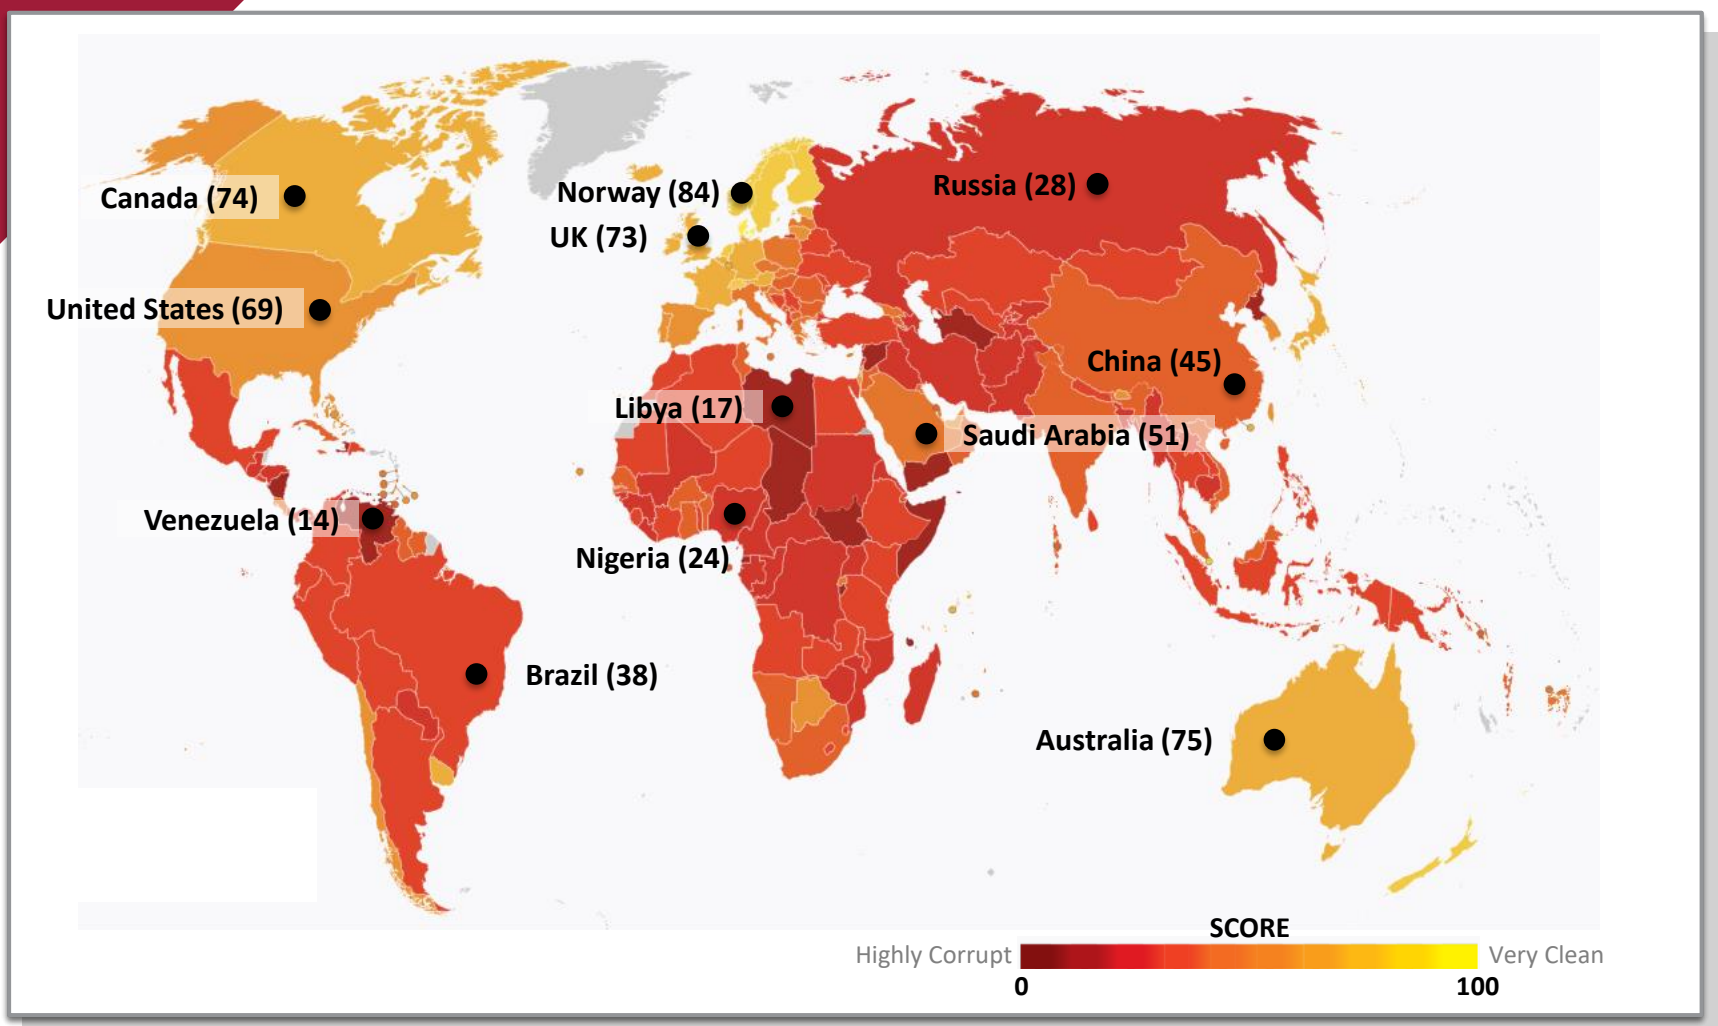 Canada (74)
Norway (84)
Russia (28)
UK (73)
United States (69)
China (45)
Libya (17)
Saudi Arabia (51)
Venezuela (14)
Nigeria (24)
Brazil (38)
Australia (75)
SCORE
Highly Corrupt
Very Clean
0
100